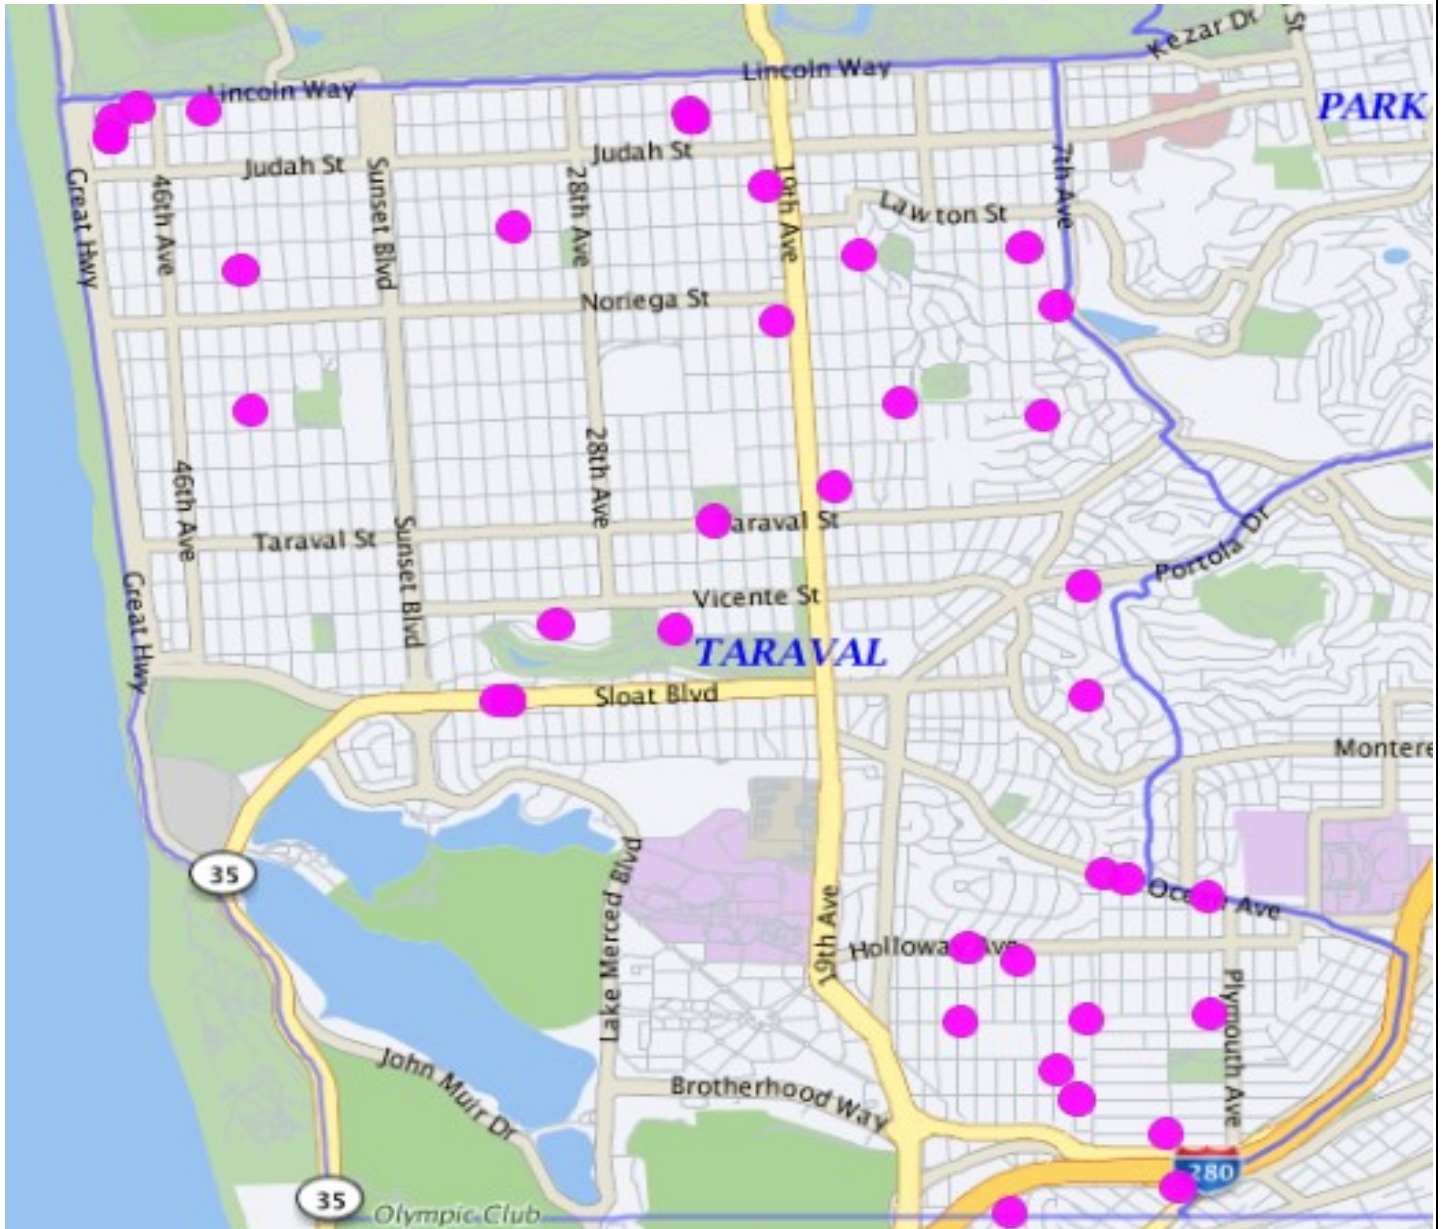 Kezar Dr
St
Lincoln Way
Lincoln Way
PARK
Judah St
Judah St
Great Hwy
46th Ave
Sunset Blvd
28th Ave
19th Ave
7th Ave
Lawton St
Noriega St
28th Ave
46th Ave
Taraval St
Sunset Blvd
araval St
Portola Dr
Great Hwy
Vicente St
TARAVAL
Sloat Blvd
Montere
35
Lake Merced Blvd
19th Ave
Ocean Ave
Holloway Ave
Plymouth Ave
John Muir Dr
Brotherhood Way
280
35
Olympic Club